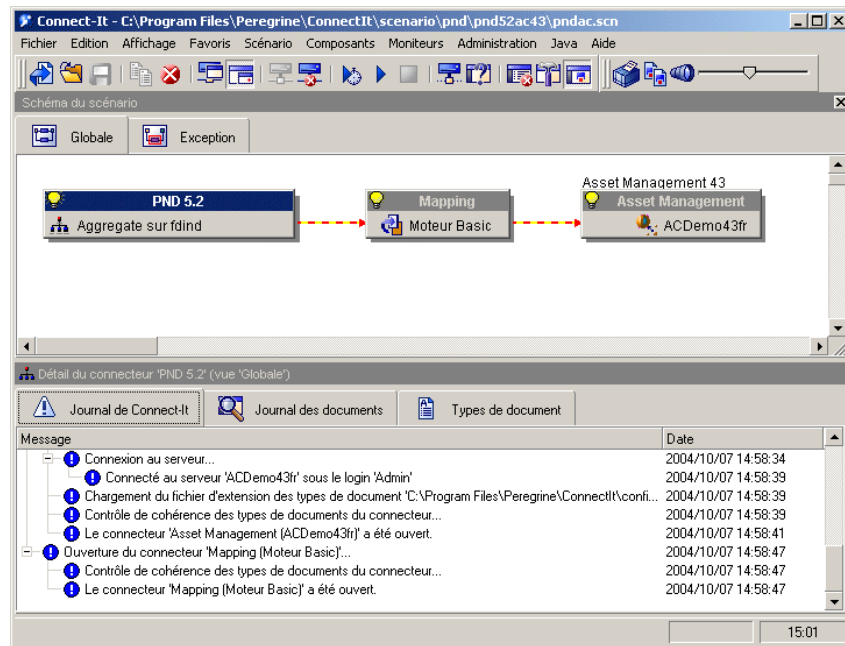 Connect-It - C:\Program Files\Peregrine\ConnectIt\scenario\pnd\pnd52ac43\pndac.scn
Fichier Edition Affichage Favoris Scénario Composants Moniteurs Administration Java Aide
Schéma du scénario
Globale Exception
Asset Management 43
PND 5.2 Mapping Asset Management
Aggregate sur fdind Moteur Basic ACDemo43fr
Détail du connecteur 'PND 5.2' (vue 'Globale')
Journal de Connect-It Journal des documents Types de document
Message Date
Connexion au serveur... 2004/10/07 14:58:34
Connecté au serveur 'ACDemo43fr' sous le login 'Admin' 2004/10/07 14:58:39
Chargement du fichier d'extension des types de document 'C:\Program Files\Peregrine\ConnectIt\confi... 2004/10/07 14:58:39
Contrôle de cohérence des types de documents du connecteur... 2004/10/07 14:58:39
Le connecteur 'Asset Management (ACDemo43fr)' a été ouvert. 2004/10/07 14:58:41
Ouverture du connecteur 'Mapping (Moteur Basic)'... 2004/10/07 14:58:47
Contrôle de cohérence des types de documents du connecteur... 2004/10/07 14:58:47
Le connecteur 'Mapping (Moteur Basic)' a été ouvert. 2004/10/07 14:58:47
15:01